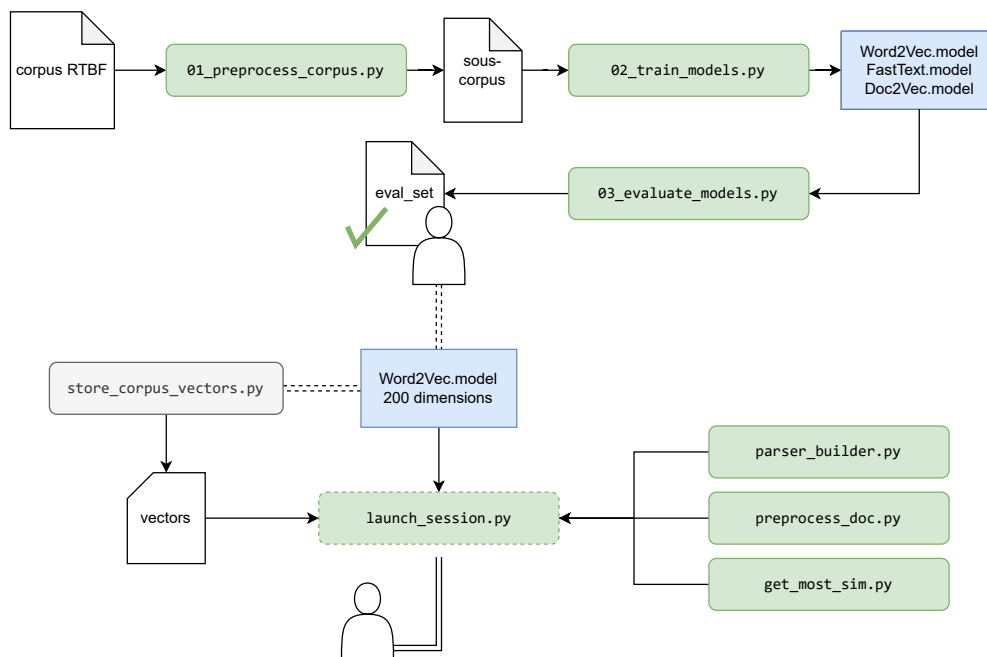 corpus RTBF
01_preprocess_corpus.py
sous-
corpus
02_train_models.py
Word2Vec.model
FastText.model
Doc2Vec.model
eval_set
03_evaluate_models.py
store_corpus_vectors.py
Word2Vec.model
200 dimensions
parser_builder.py
vectors
launch_session.py
preprocess_doc.py
get_most_sim.py